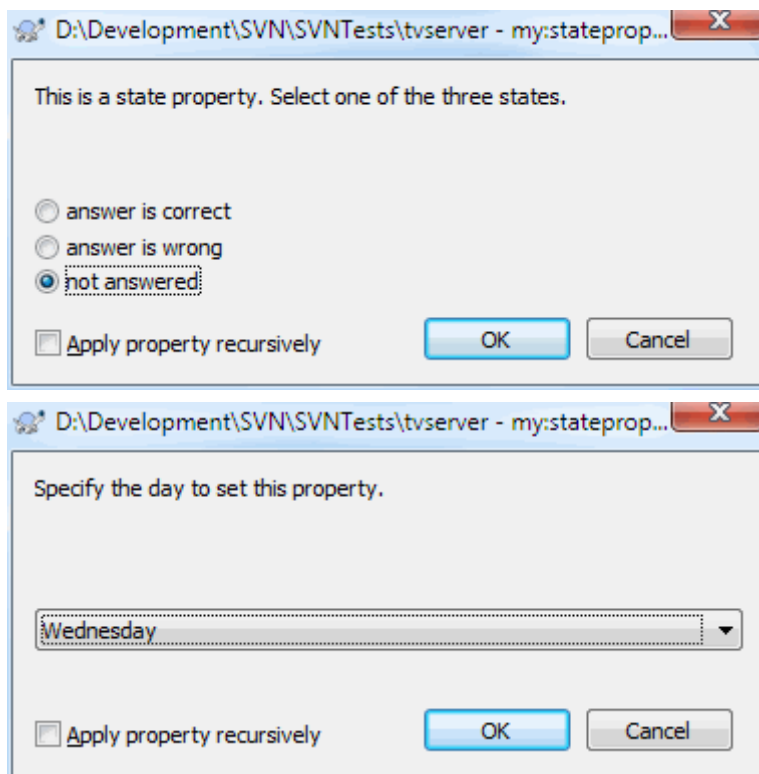 D:\Development\SVN\SVNTests\tvserver - my:stateprop...
This is a state property. Select one of the three states.
answer is correct
answer is wrong
not answered
Apply property recursively OK Cancel
D:\Development\SVN\SVNTests\tvserver - my:stateprop...
Specify the day to set this property.
Wednesday
Apply property recursively OK Cancel